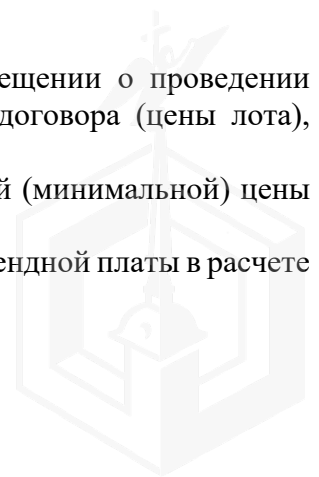 ещении о проведении
договора (цены лота),
й (минимальной) цены
ендной платы в расчете